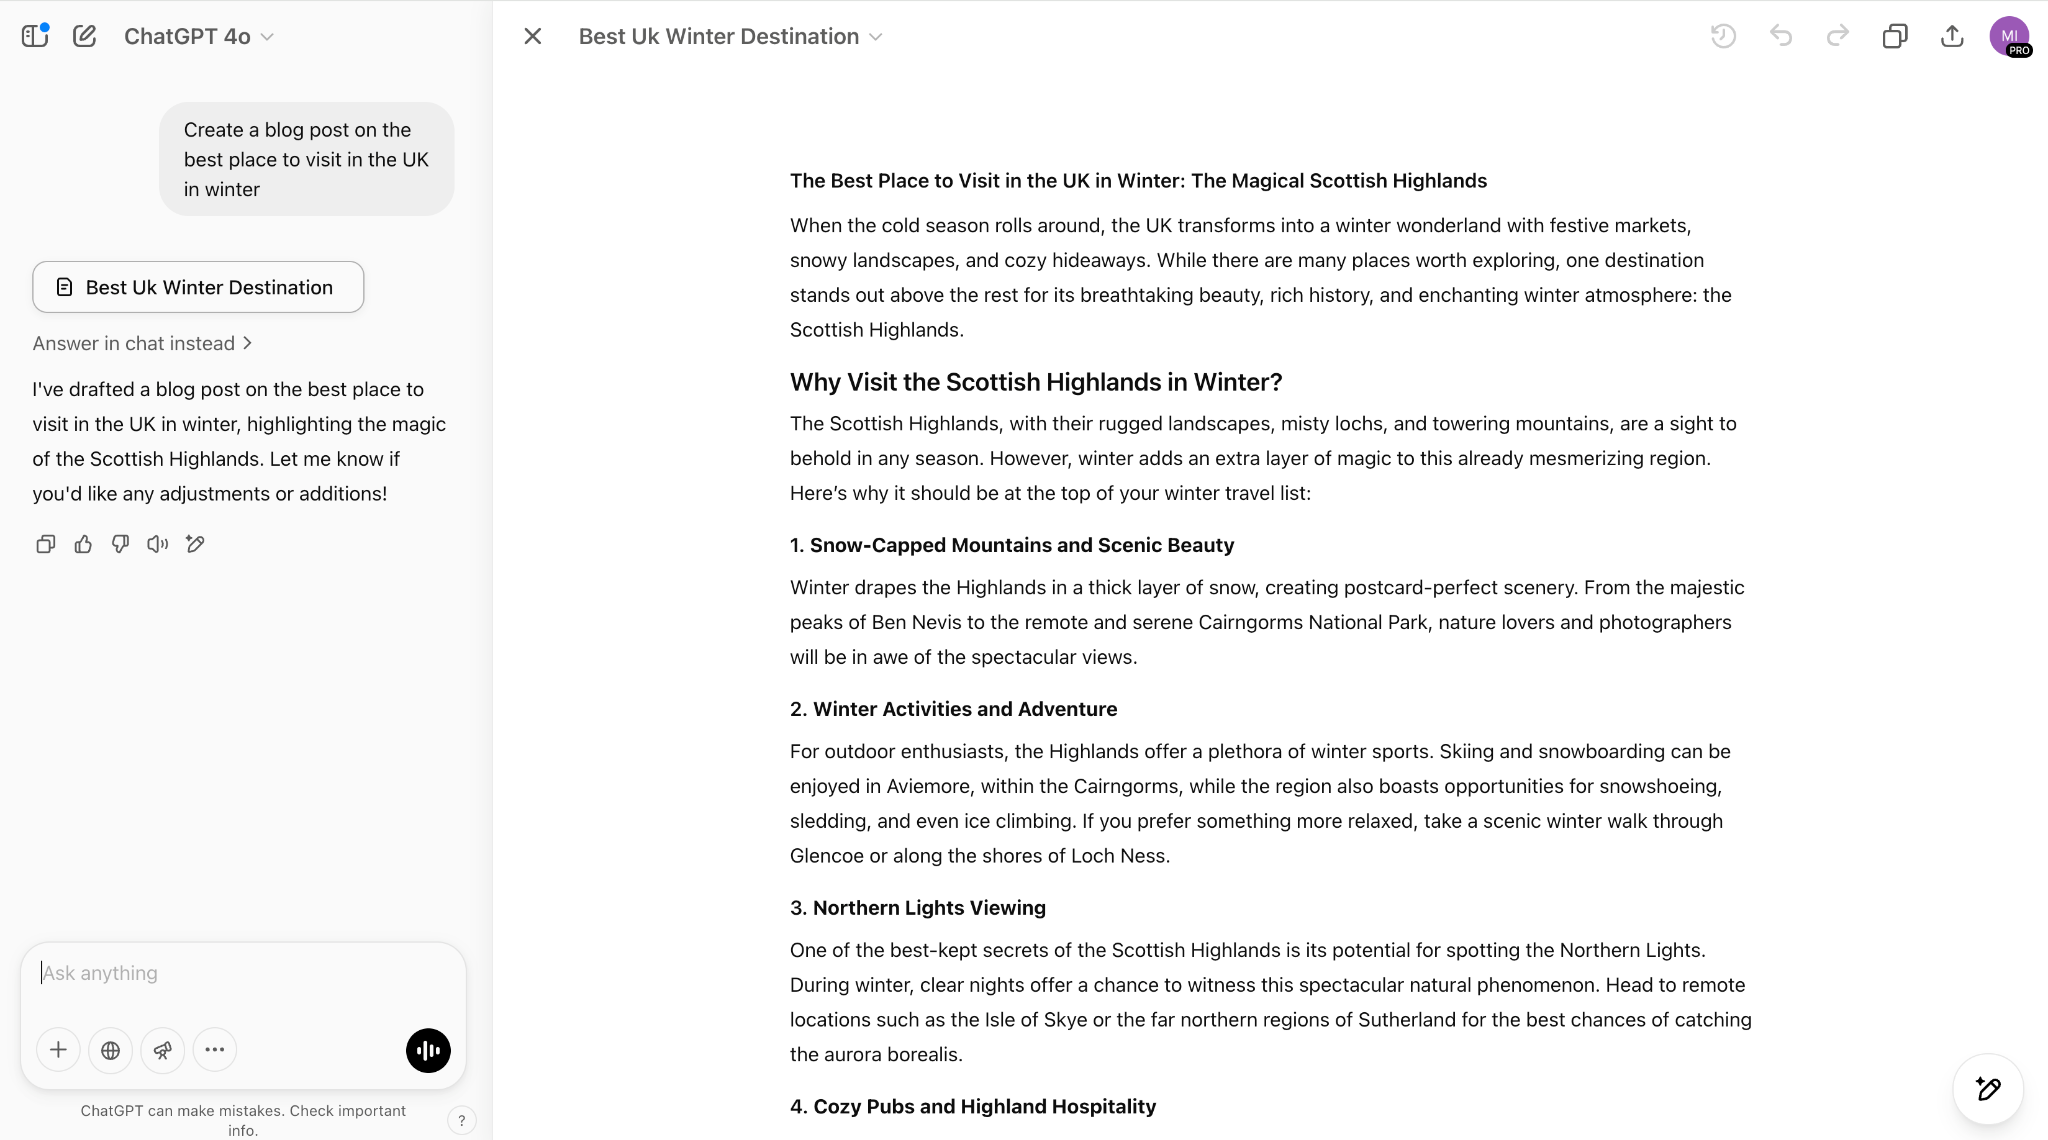 ChatGPT 4o
Create a blog post on the
best place to visit in the UK
in winter
Best Uk Winter Destination
Answer in chat instead
I've drafted a blog post on the best place to
visit in the UK in winter, highlighting the magic
of the Scottish Highlands. Let me know if
you'd like any adjustments or additions!
Ask anything
ChatGPT can make mistakes. Check important
info.
?
Best Uk Winter Destination
MI
PRO
The Best Place to Visit in the UK in Winter: The Magical Scottish Highlands
When the cold season rolls around, the UK transforms into a winter wonderland with festive markets,
snowy landscapes, and cozy hideaways. While there are many places worth exploring, one destination
stands out above the rest for its breathtaking beauty, rich history, and enchanting winter atmosphere: the
Scottish Highlands.
Why Visit the Scottish Highlands in Winter?
The Scottish Highlands, with their rugged landscapes, misty lochs, and towering mountains, are a sight to
behold in any season. However, winter adds an extra layer of magic to this already mesmerizing region.
Here’s why it should be at the top of your winter travel list:
1. Snow-Capped Mountains and Scenic Beauty
Winter drapes the Highlands in a thick layer of snow, creating postcard-perfect scenery. From the majestic
peaks of Ben Nevis to the remote and serene Cairngorms National Park, nature lovers and photographers
will be in awe of the spectacular views.
2. Winter Activities and Adventure
For outdoor enthusiasts, the Highlands offer a plethora of winter sports. Skiing and snowboarding can be
enjoyed in Aviemore, within the Cairngorms, while the region also boasts opportunities for snowshoeing,
sledding, and even ice climbing. If you prefer something more relaxed, take a scenic winter walk through
Glencoe or along the shores of Loch Ness.
3. Northern Lights Viewing
One of the best-kept secrets of the Scottish Highlands is its potential for spotting the Northern Lights.
During winter, clear nights offer a chance to witness this spectacular natural phenomenon. Head to remote
locations such as the Isle of Skye or the far northern regions of Sutherland for the best chances of catching
the aurora borealis.
4. Cozy Pubs and Highland Hospitality